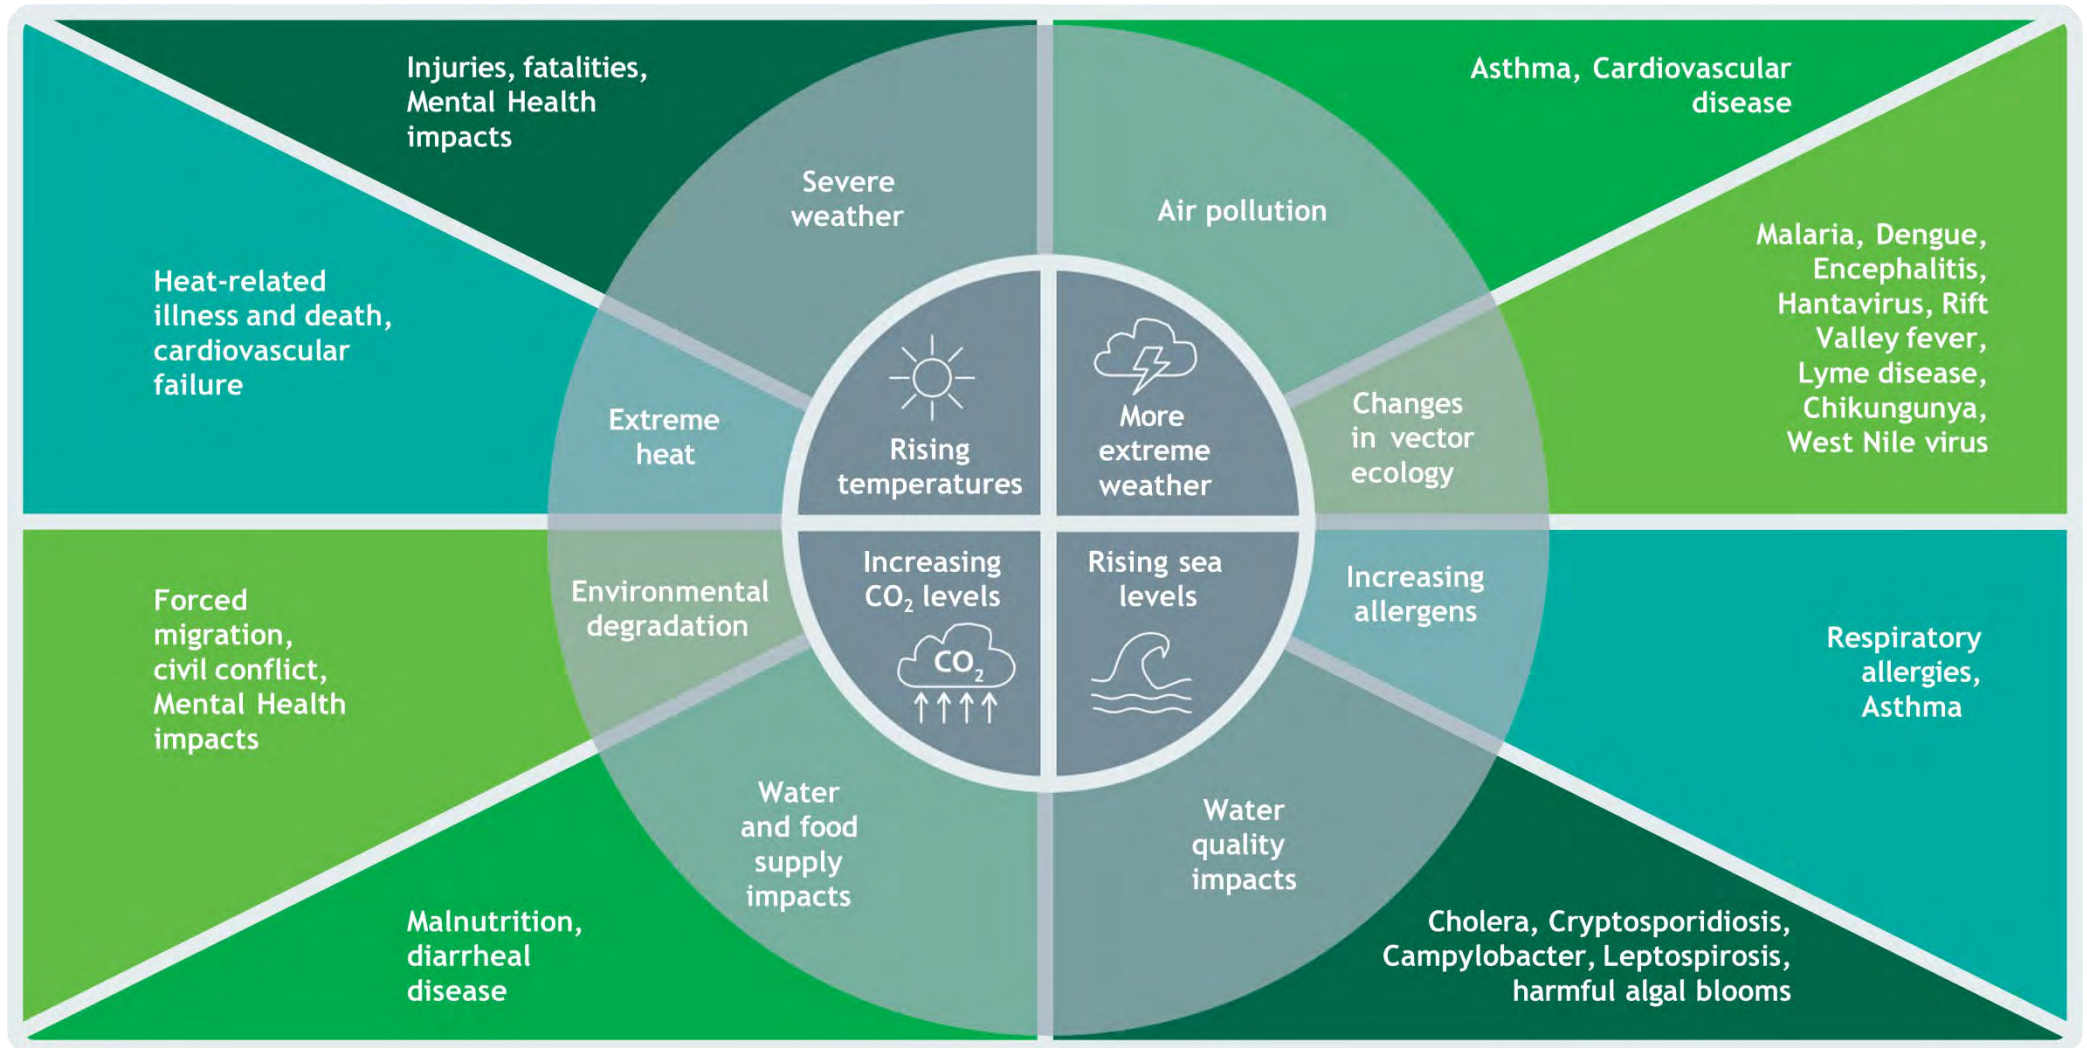 Injuries, fatalities,
Mental Health
impacts
Asthma, Cardiovascular
disease
Severe
weather
Air pollution
Heat-related
illness and death,
cardiovascular
failure
Malaria, Dengue,
Encephalitis,
Hantavirus, Rift
Valley fever,
Lyme disease,
Chikungunya,
West Nile virus
Extreme
heat
Rising
temperatures
More
extreme
weather
Changes
in vector
ecology
Forced
migration,
civil conflict,
Mental Health
impacts
Environmental
degradation
Increasing
CO₂ levels
CO₂
Rising sea
levels
Increasing
allergens
Respiratory
allergies,
Asthma
Water
and food
supply
impacts
Water
quality
impacts
Malnutrition,
diarrheal
disease
Cholera, Cryptosporidiosis,
Campylobacter, Leptospirosis,
harmful algal blooms